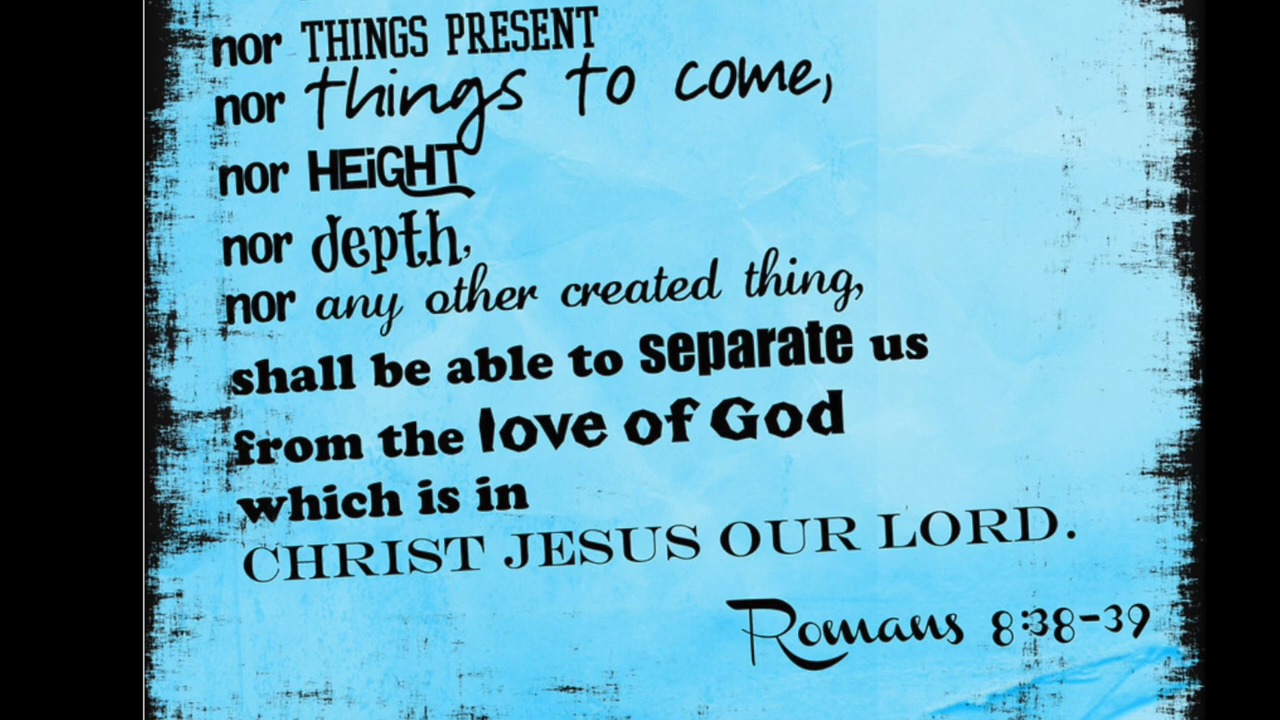 nor THINGS PRESENT
nor things to come,
nor HEiGHT
nor depth,
nor any other created thing,
shall be able to separate us
from the love of God
which is in
CHRIST JESUS OUR LORD.
Romans 8:38-39